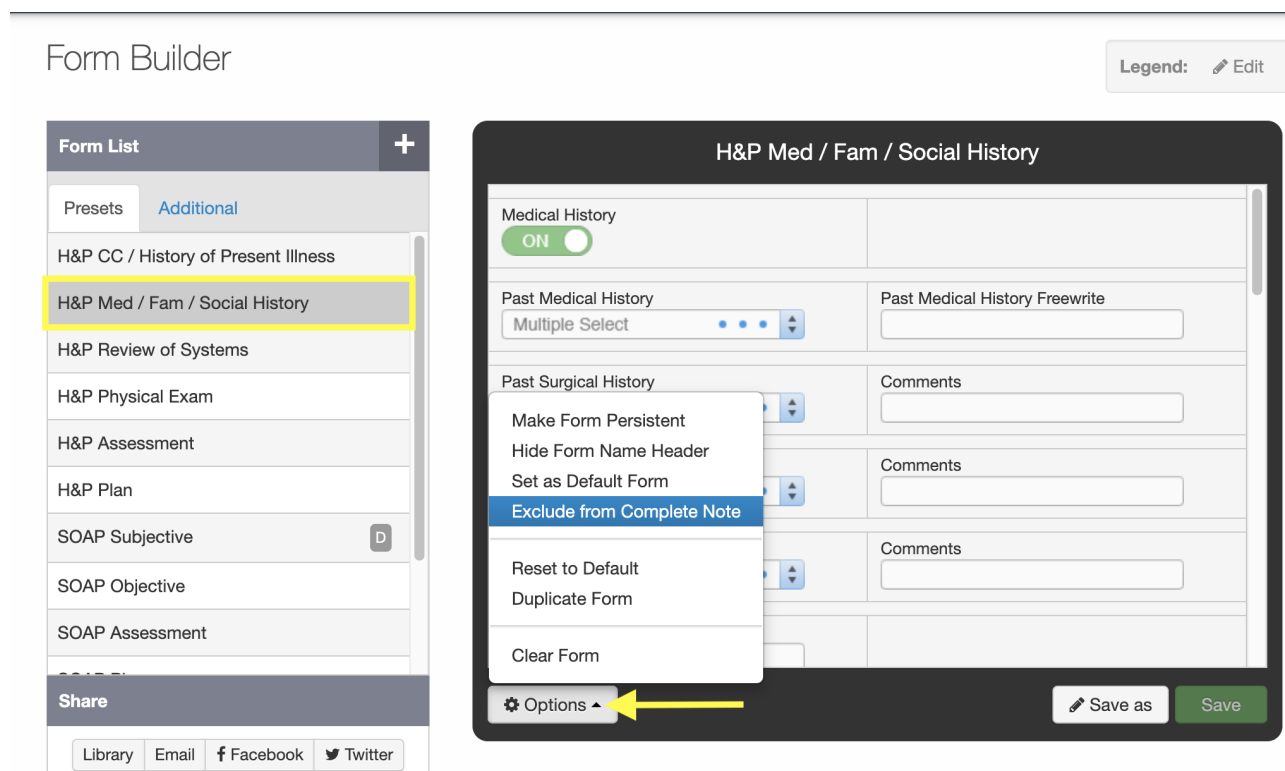 Form Builder
Legend: Edit
Form List
Presets Additional
H&P CC / History of Present Illness
H&P Med / Fam / Social History
H&P Review of Systems
H&P Physical Exam
H&P Assessment
H&P Plan
SOAP Subjective D
SOAP Objective
SOAP Assessment
Share
Library Email Facebook Twitter
H&P Med / Fam / Social History
Medical History
ON
Past Medical History Past Medical History Freewrite
Multiple Select
Past Surgical History Comments
Comments
Comments
Make Form Persistent
Hide Form Name Header
Set as Default Form
Exclude from Complete Note
Reset to Default
Duplicate Form
Clear Form
Options Save as Save